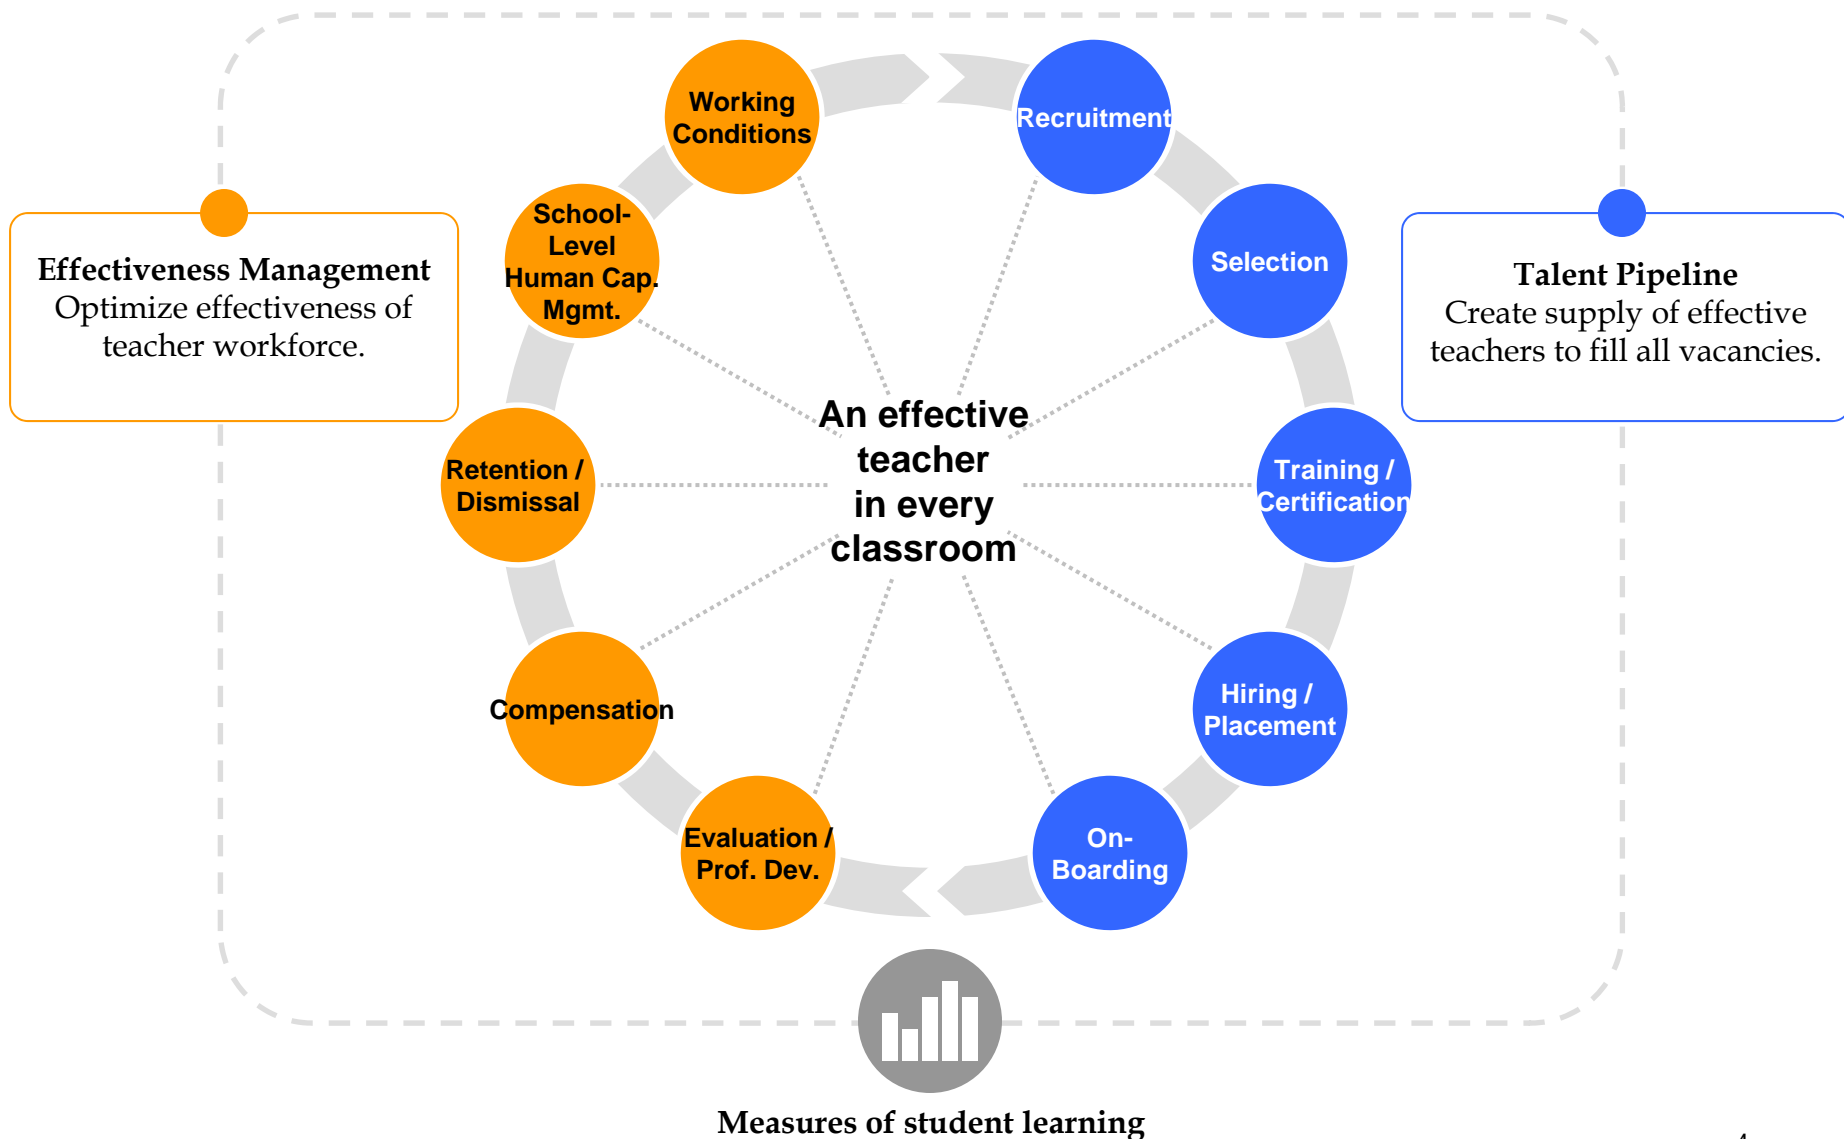 Working
Conditions
Recruitment
School-
Level
Human Cap.
Mgmt.
Selection
Effectiveness Management
Optimize effectiveness of
teacher workforce.
Talent Pipeline
Create supply of effective
teachers to fill all vacancies.
An effective
teacher
in every
classroom
Retention /
Dismissal
Training /
Certification
Compensation
Hiring /
Placement
Evaluation /
Prof. Dev.
On-
Boarding
Measures of student learning